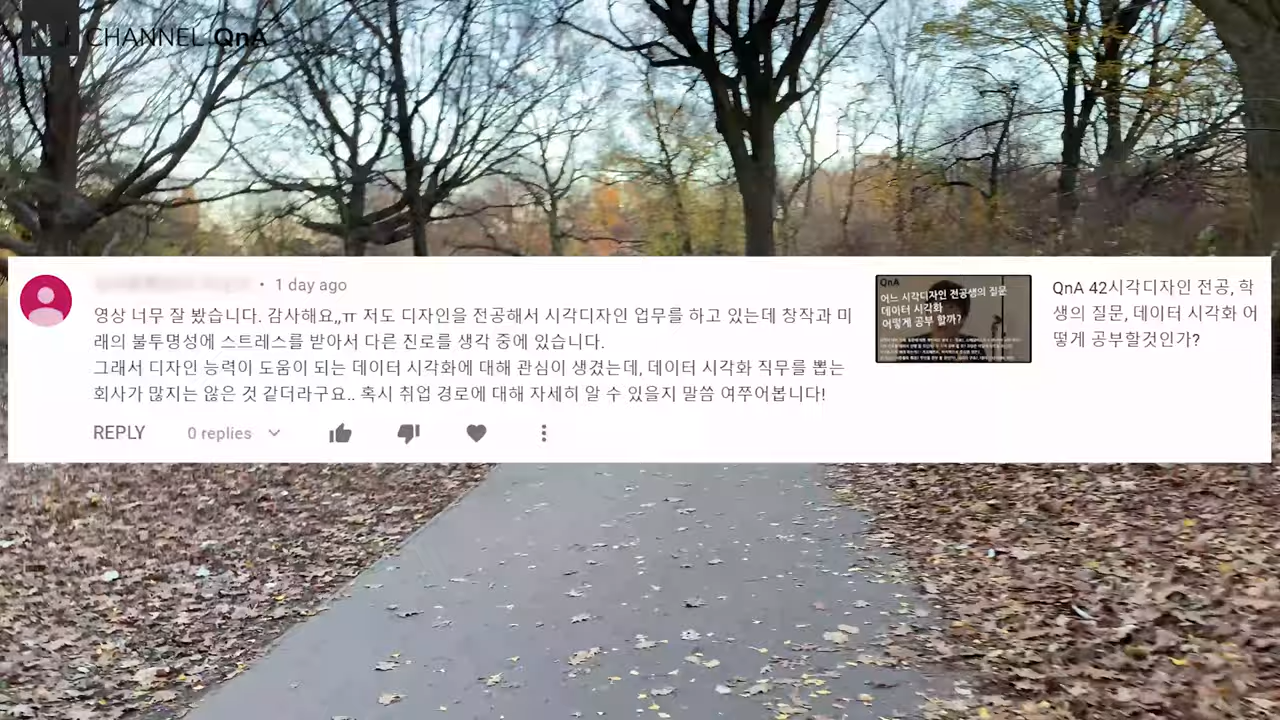 CHANNEL QnA
• 1 day ago
영상 너무 잘 봤습니다. 감사해요,,ㅠ 저도 디자인을 전공해서 시각디자인 업무를 하고 있는데 창작과 미
래의 불투명성에 스트레스를 받아서 다른 진로를 생각 중에 있습니다.
그래서 디자인 능력이 도움이 되는 데이터 시각화에 대해 관심이 생겼는데, 데이터 시각화 직무를 뽑는
회사가 많지는 않은 것 같더라구요.. 혹시 취업 경로에 대해 자세히 알 수 있을지 말씀 여쭈어봅니다!
REPLY 0 replies
QnA
어느 시각디자인 전공생의 질문
데이터 시각화
어떻게 공부 할까?
QnA 42시각디자인 전공, 학
생의 질문, 데이터 시각화 어
떻게 공부할것인가?